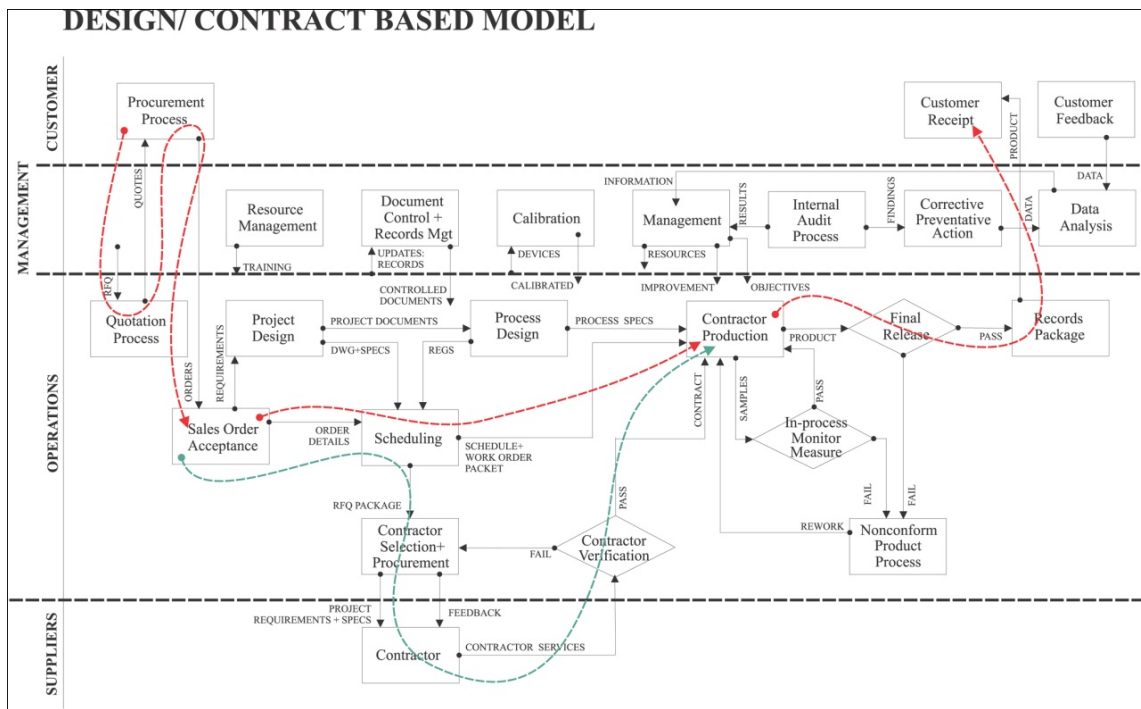 DESIGN/ CONTRACT BASED MODEL
CUSTOMER
Procurement
Process
Customer
Receipt
Customer
Feedback
PRODUCT
MANAGEMENT
QUOTES
INFORMATION
DATA
Resource
Management
Document
Control +
Records Mgt
Calibration
Management
RESULTS
Internal
Audit
Process
FINDINGS
Corrective
Preventative
Action
DATA
Data
Analysis
RFQ
TRAINING
UPDATES:
RECORDS
DEVICES
RESOURCES
CONTROLLED
DOCUMENTS
CALIBRATED
IMPROVEMENT
OBJECTIVES
OPERATIONS
Quotation
Process
Project
Design
PROJECT DOCUMENTS
DWG+SPECS
Process
Design
REGS
PROCESS SPECS
Contractor
Production
PRODUCT
Final
Release
PASS
Records
Package
ORDERS
REQUIREMENTS
CONTRACT
SAMPLES
PASS
Sales Order
Acceptance
ORDER
DETAILS
Scheduling
SCHEDULE+
WORK ORDER
PACKET
In-process
Monitor
Measure
RFQ PACKAGE
PASS
FAIL
FAIL
Contractor
Selection+
Procurement
FAIL
Contractor
Verification
REWORK
Nonconform
Product
Process
SUPPLIERS
PROJECT
REQUIREMENTS + SPECS
FEEDBACK
Contractor
CONTRACTOR SERVICES